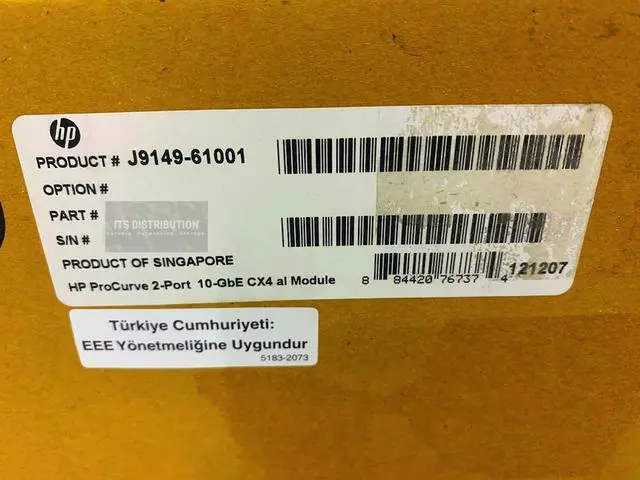 hp
PRODUCT # J9149-61001
OPTION #
PART #
ITS DISTRIBUTION
S/N #
PRODUCT OF SINGAPORE
HP ProCurve 2-Port 10-GbE CX4 al Module
8 84420 76737 4
121207
Türkiye Cumhuriyeti:
EEE Yönetmeliğine Uygundur
5183-2073